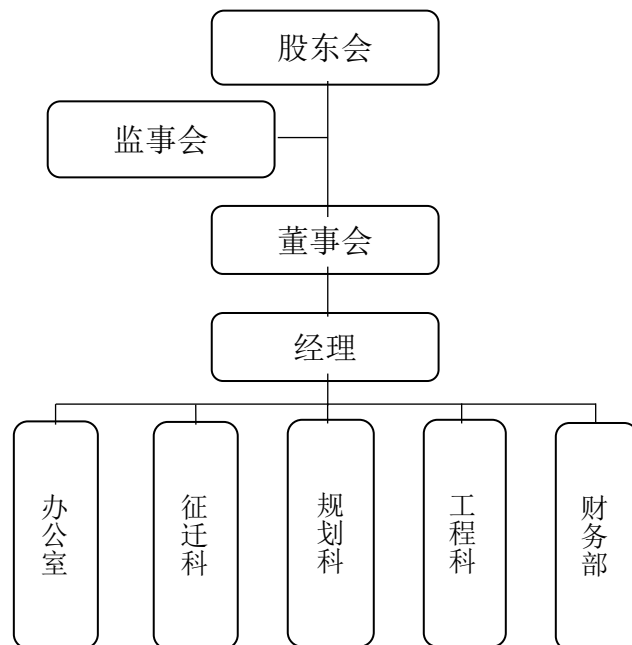 股东会
监事会
董事会
经理
办公室
征迁科
规划科
工程科
财务部